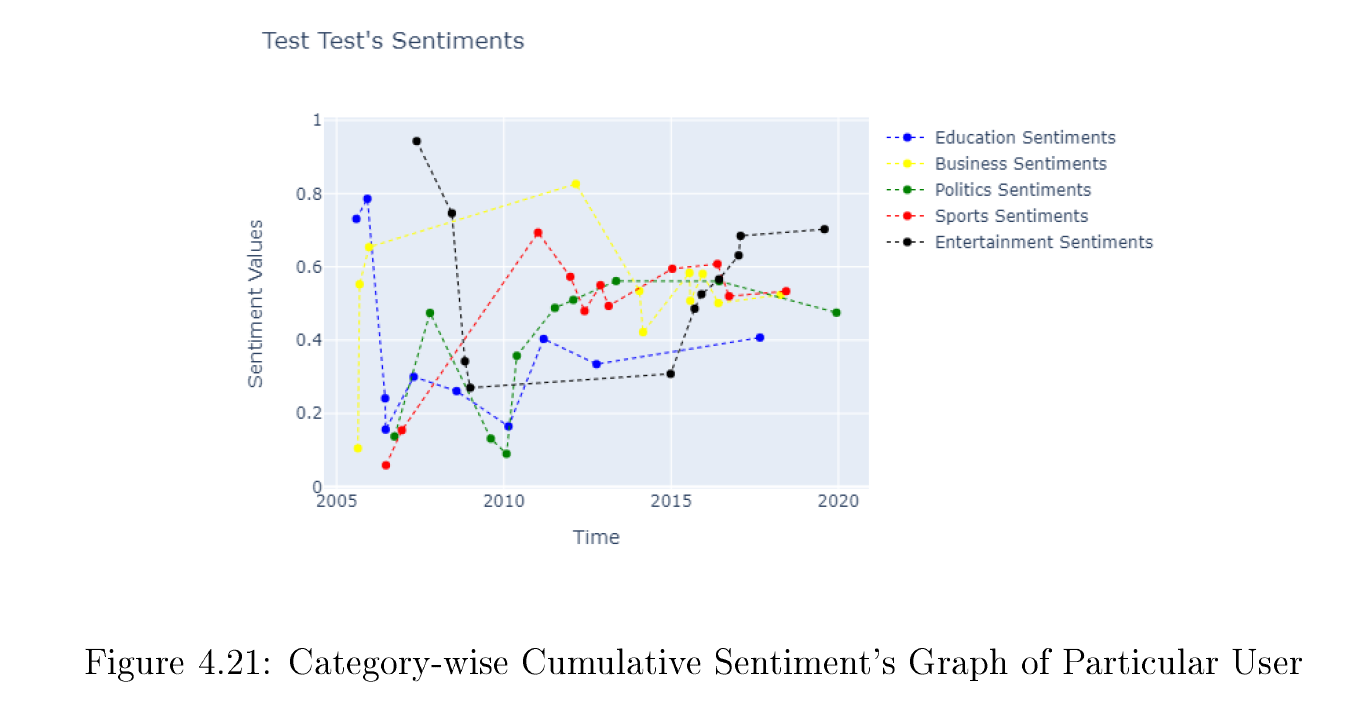 Test Test's Sentiments
1
0.8
0.6
0.4
0.2
0
Sentiment Values
2005 2010 2015 2020
Time
Education Sentiments
Business Sentiments
Politics Sentiments
Sports Sentiments
Entertainment Sentiments
Figure 4.21: Category-wise Cumulative Sentiment's Graph of Particular User